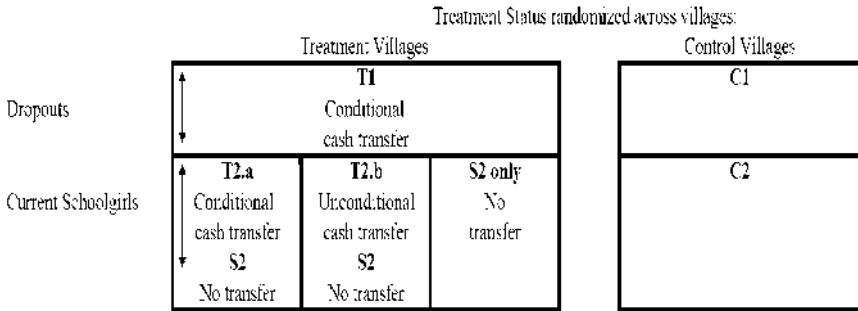 Treatment Status randomized across villages:
Treatment Villages
Control Villages
T1
C1
Dropouts
Conditional
cash transfer
T2.a
T2.b
S2 only
C2
Current Schoolgirls
Conditional
Unconditional
No
cash transfer
cash transfer
transfer
S2
S2
No transfer
No transfer